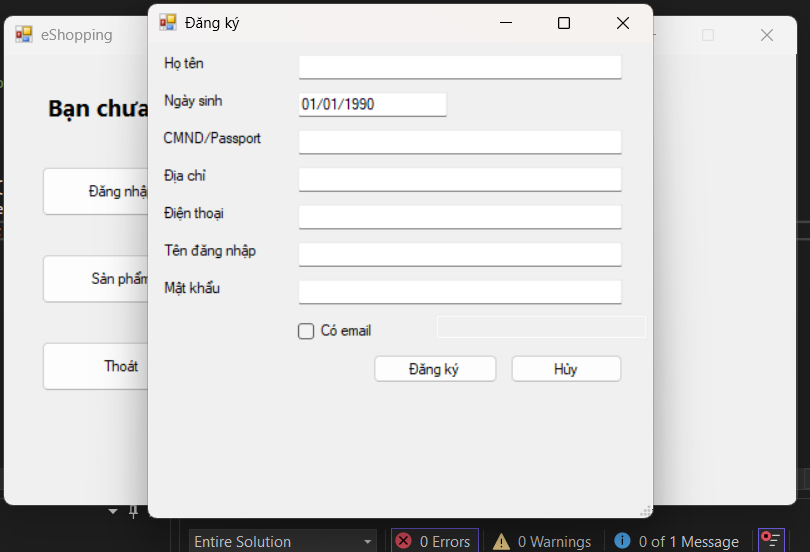 eShopping
Đăng ký
Bạn chưa
Đăng nhậ
Sản phẩm
Thoát
Họ tên
Ngày sinh
01/01/1990
CMND/Passport
Địa chỉ
Điện thoại
Tên đăng nhập
Mật khẩu
Có email
Đăng ký
Hủy
Entire Solution
0 Errors
0 Warnings
0 of 1 Message